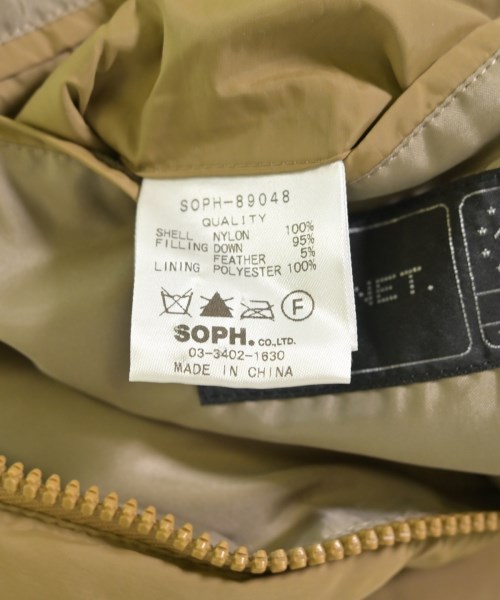 SOPH-89048
QUALITY
SHELL NYLON 100%
FILLING DOWN 95%
FEATHER 5%
LINING POLYESTER 100%
F
SOPH. CO.,LTD.
03-3402-1630
MADE IN CHINA
NET.